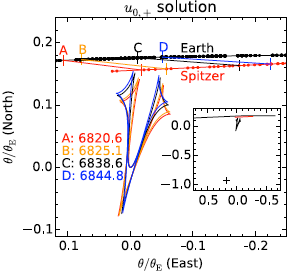 u₀,₊ solution
A B C D Earth
Spitzer
0.2
0.1
0.0
−0.1
θ/θ_E (North)
A: 6820.6
B: 6825.1
C: 6838.6
D: 6844.8
0.0
−0.5
−1.0
0.5 0.0 -0.5
0.1 0.0 -0.1 -0.2
θ/θ_E (East)